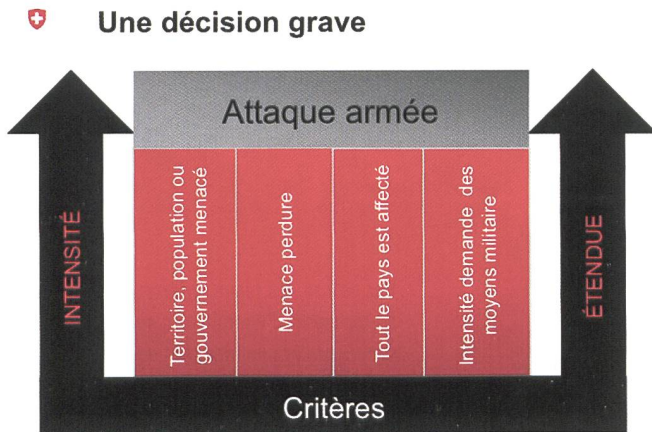 Une décision grave
Attaque armée
INTENSITÉ
Territoire, population ou
gouvernement menacé
Menace perdure
Tout le pays est affecté
Intensité demande des
moyens militaire
ÉTENDUE
Critères